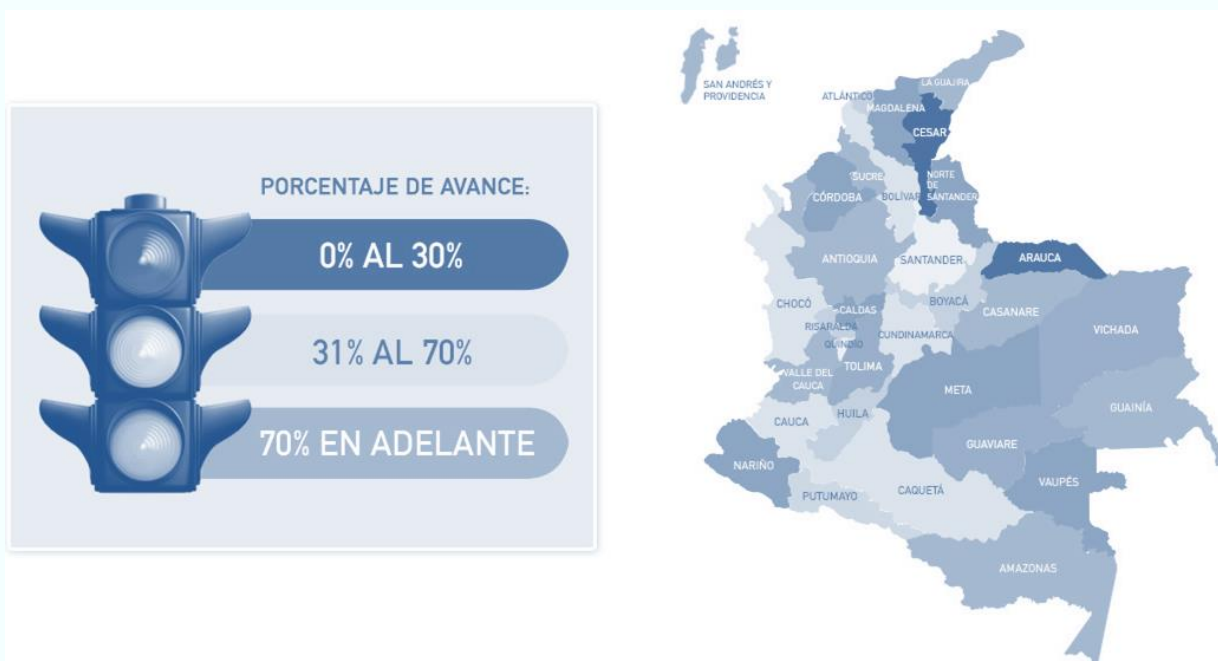 PORCENTAJE DE AVANCE:
0% AL 30%
31% AL 70%
70% EN ADELANTE
SAN ANDRÉS Y
PROVIDENCIA
LA GUAJIRA
ATLÁNTICO
MAGDALENA
CESAR
NORTE
DE
SANTANDER
SUCRE
CÓRDOBA
BOLÍVAR
ANTIOQUIA
SANTANDER
ARAUCA
CHOCÓ
CALDAS
BOYACÁ
CASANARE
VICHADA
RISARALDA
QUINDÍO
CUNDINAMARCA
VALLE DEL
CAUCA
TOLIMA
META
GUAINÍA
CAUCA
HUILA
GUAVIARE
NARIÑO
PUTUMAYO
CAQUETÁ
VAUPÉS
AMAZONAS